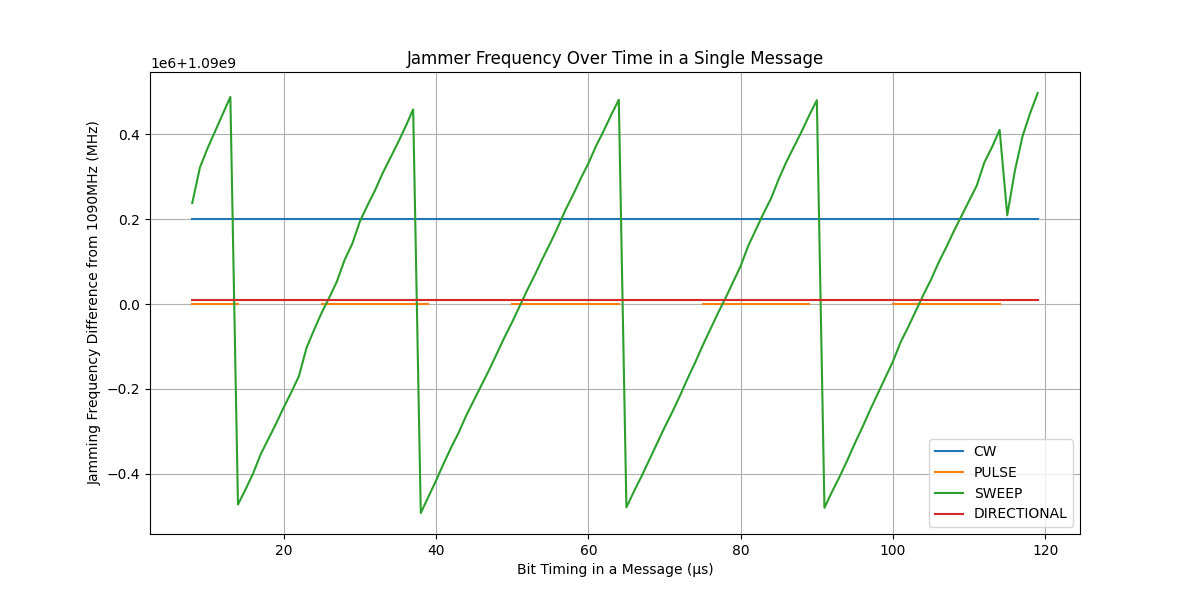 Jammer Frequency Over Time in a Single Message
1e6+1.09e9
Jamming Frequency Difference from 1090MHz (MHz)
0.4
0.2
0.0
−0.2
−0.4
20 40 60 80 100 120
Bit Timing in a Message (µs)
CW
PULSE
SWEEP
DIRECTIONAL